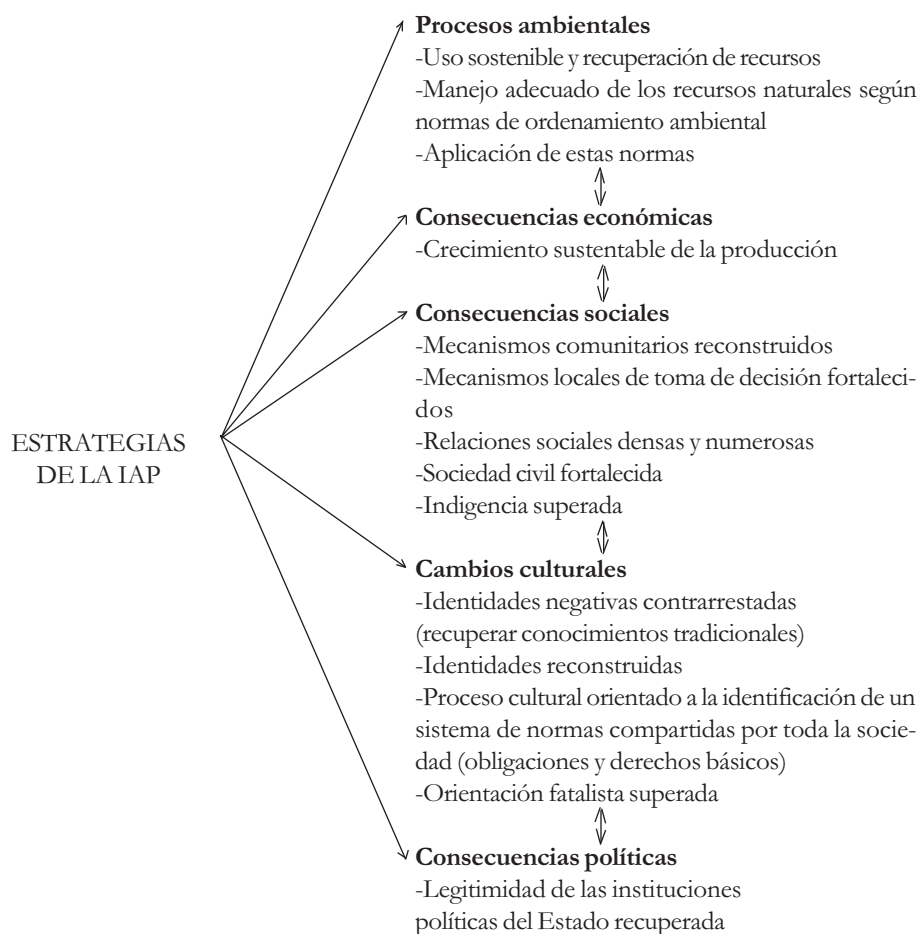 Procesos ambientales
-Uso sostenible y recuperación de recursos
-Manejo adecuado de los recursos naturales según
normas de ordenamiento ambiental
-Aplicación de estas normas
Consecuencias económicas
-Crecimiento sustentable de la producción
Consecuencias sociales
-Mecanismos comunitarios reconstruidos
-Mecanismos locales de toma de decisión fortaleci-
dos
-Relaciones sociales densas y numerosas
-Sociedad civil fortalecida
-Indigencia superada
ESTRATEGIAS
DE LA IAP
Cambios culturales
-Identidades negativas contrarrestadas
(recuperar conocimientos tradicionales)
-Identidades reconstruidas
-Proceso cultural orientado a la identificación de un
sistema de normas compartidas por toda la socie-
dad (obligaciones y derechos básicos)
-Orientación fatalista superada
Consecuencias políticas
-Legitimidad de las instituciones
políticas del Estado recuperada